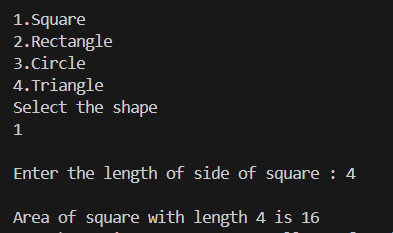 1.Square
2.Rectangle
3.Circle
4.Triangle
Select the shape
1
Enter the length of side of square : 4
Area of square with length 4 is 16